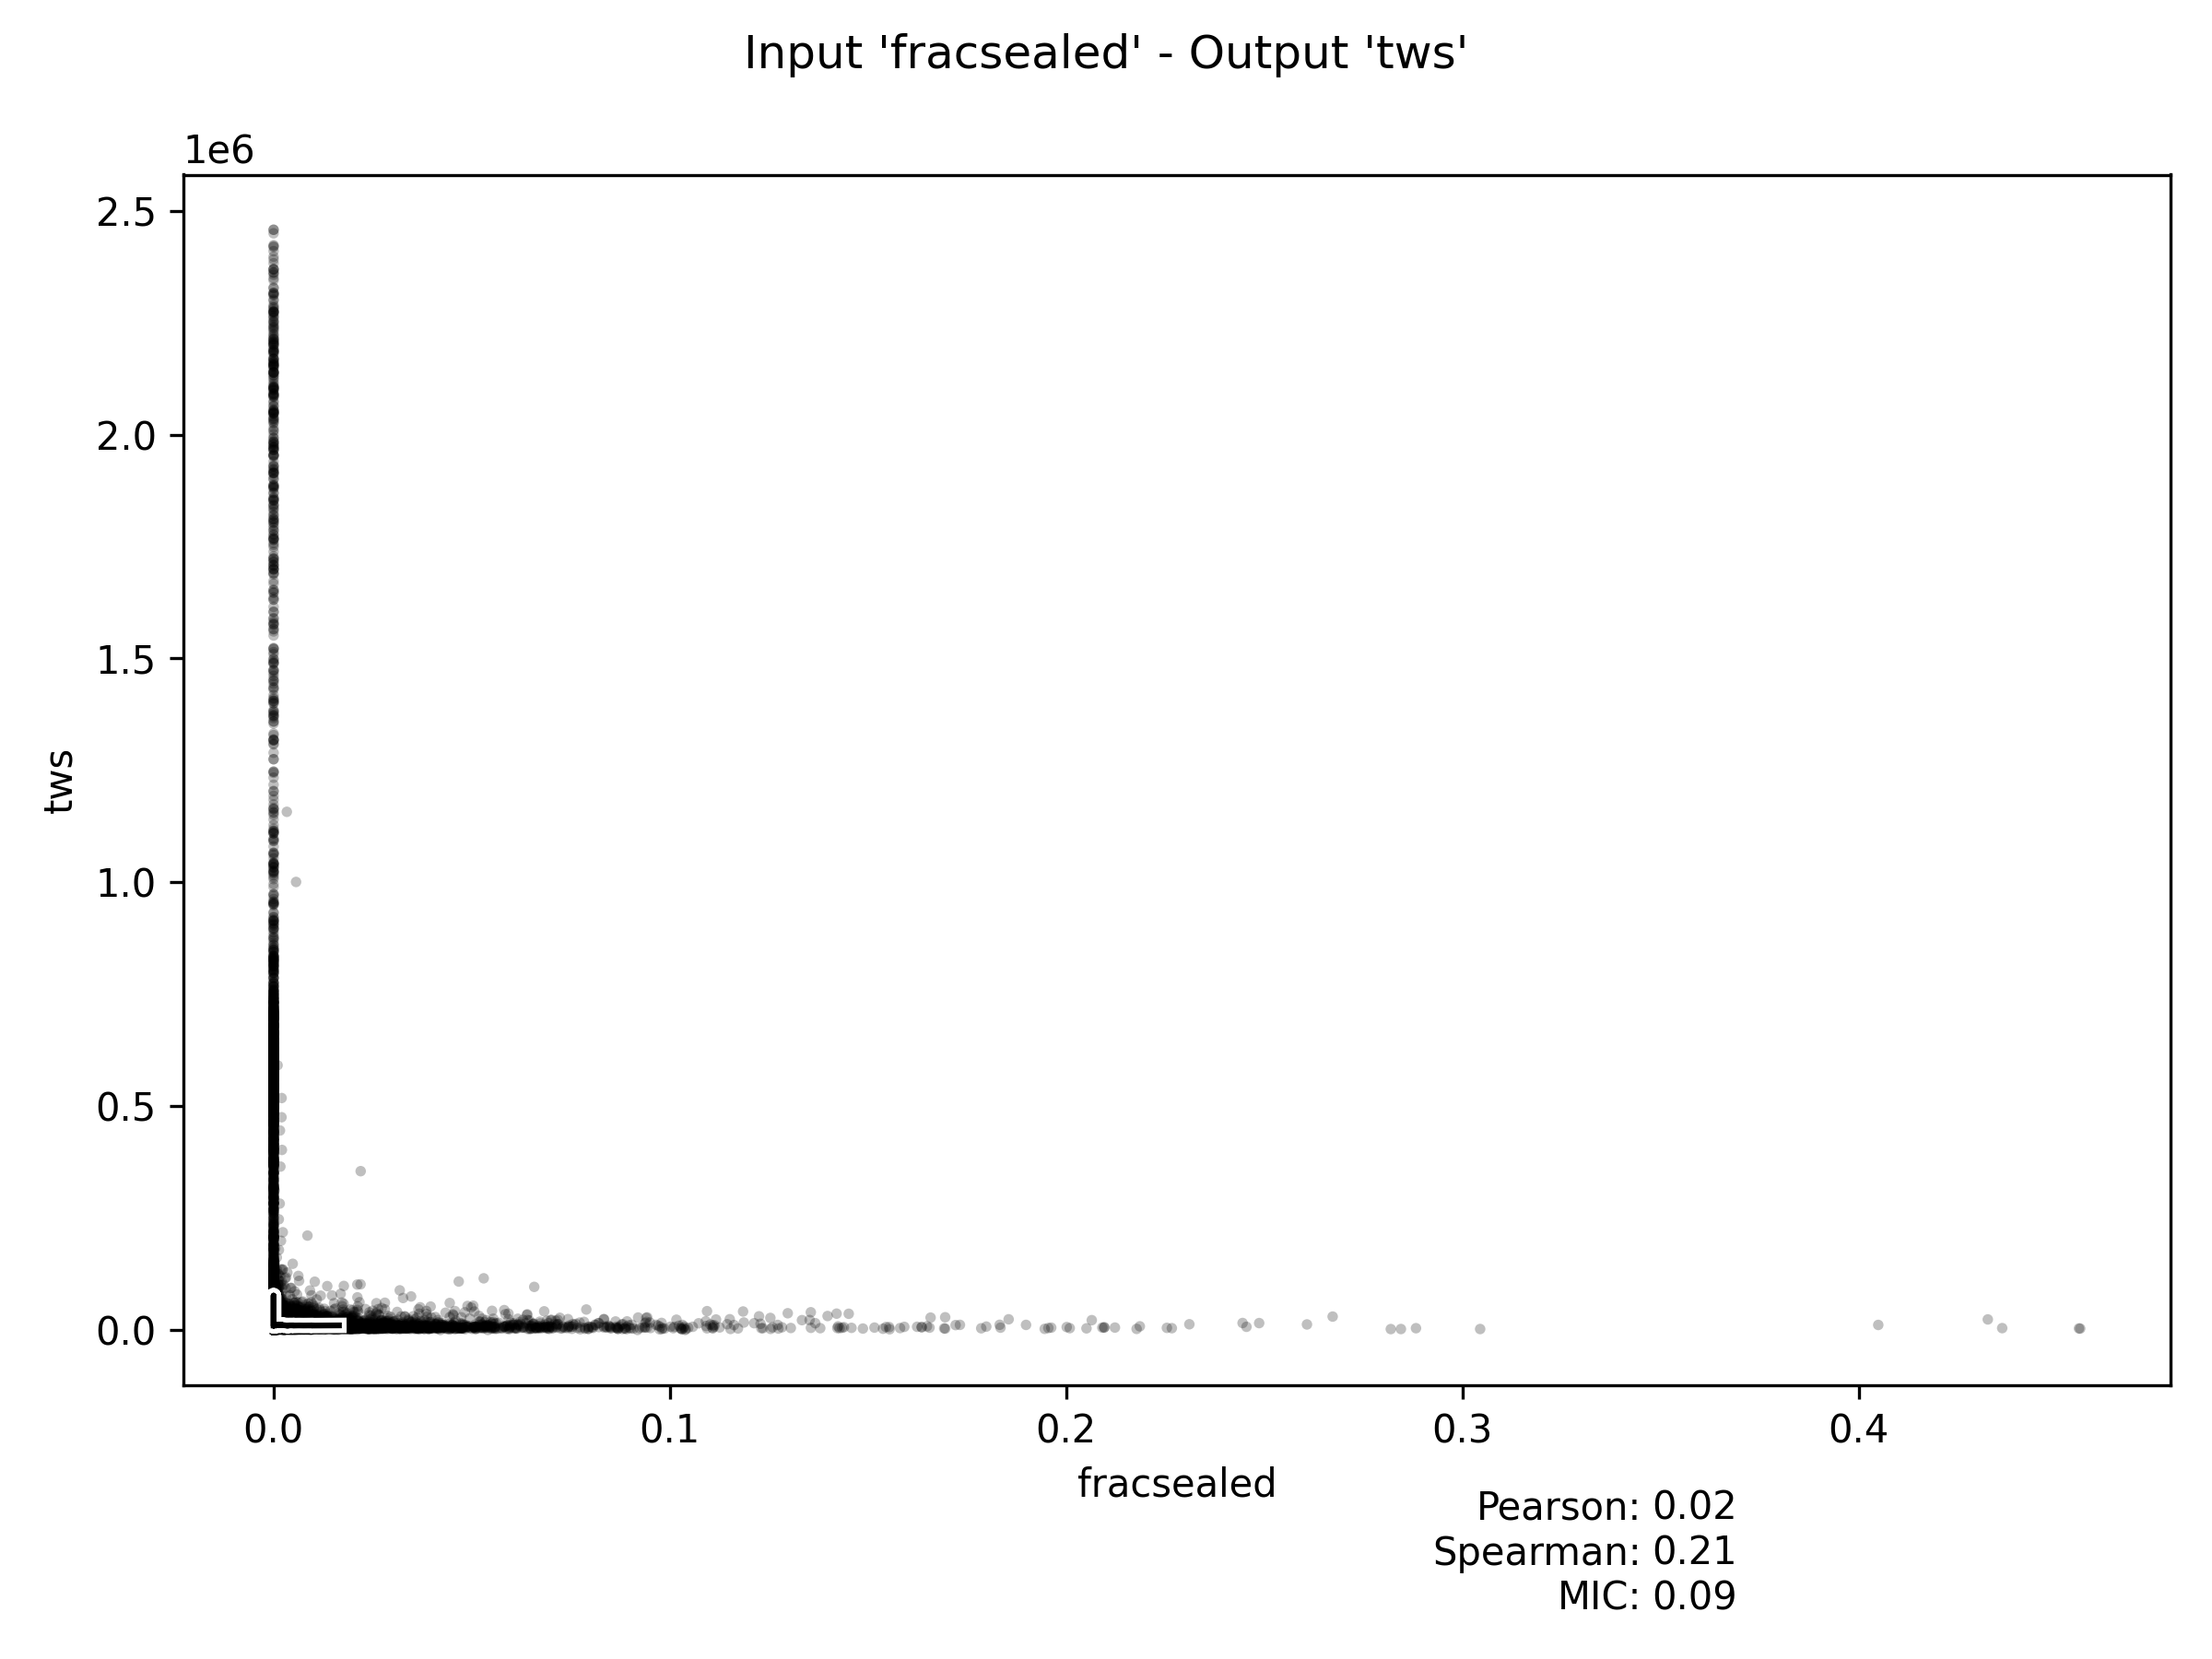 Input 'fracsealed' - Output 'tws'
1e6
2.5
2.0
1.5
1.0
0.5
0.0
tws
0.0 0.1 0.2 0.3 0.4
fracsealed
Pearson: 0.02
Spearman: 0.21
MIC: 0.09